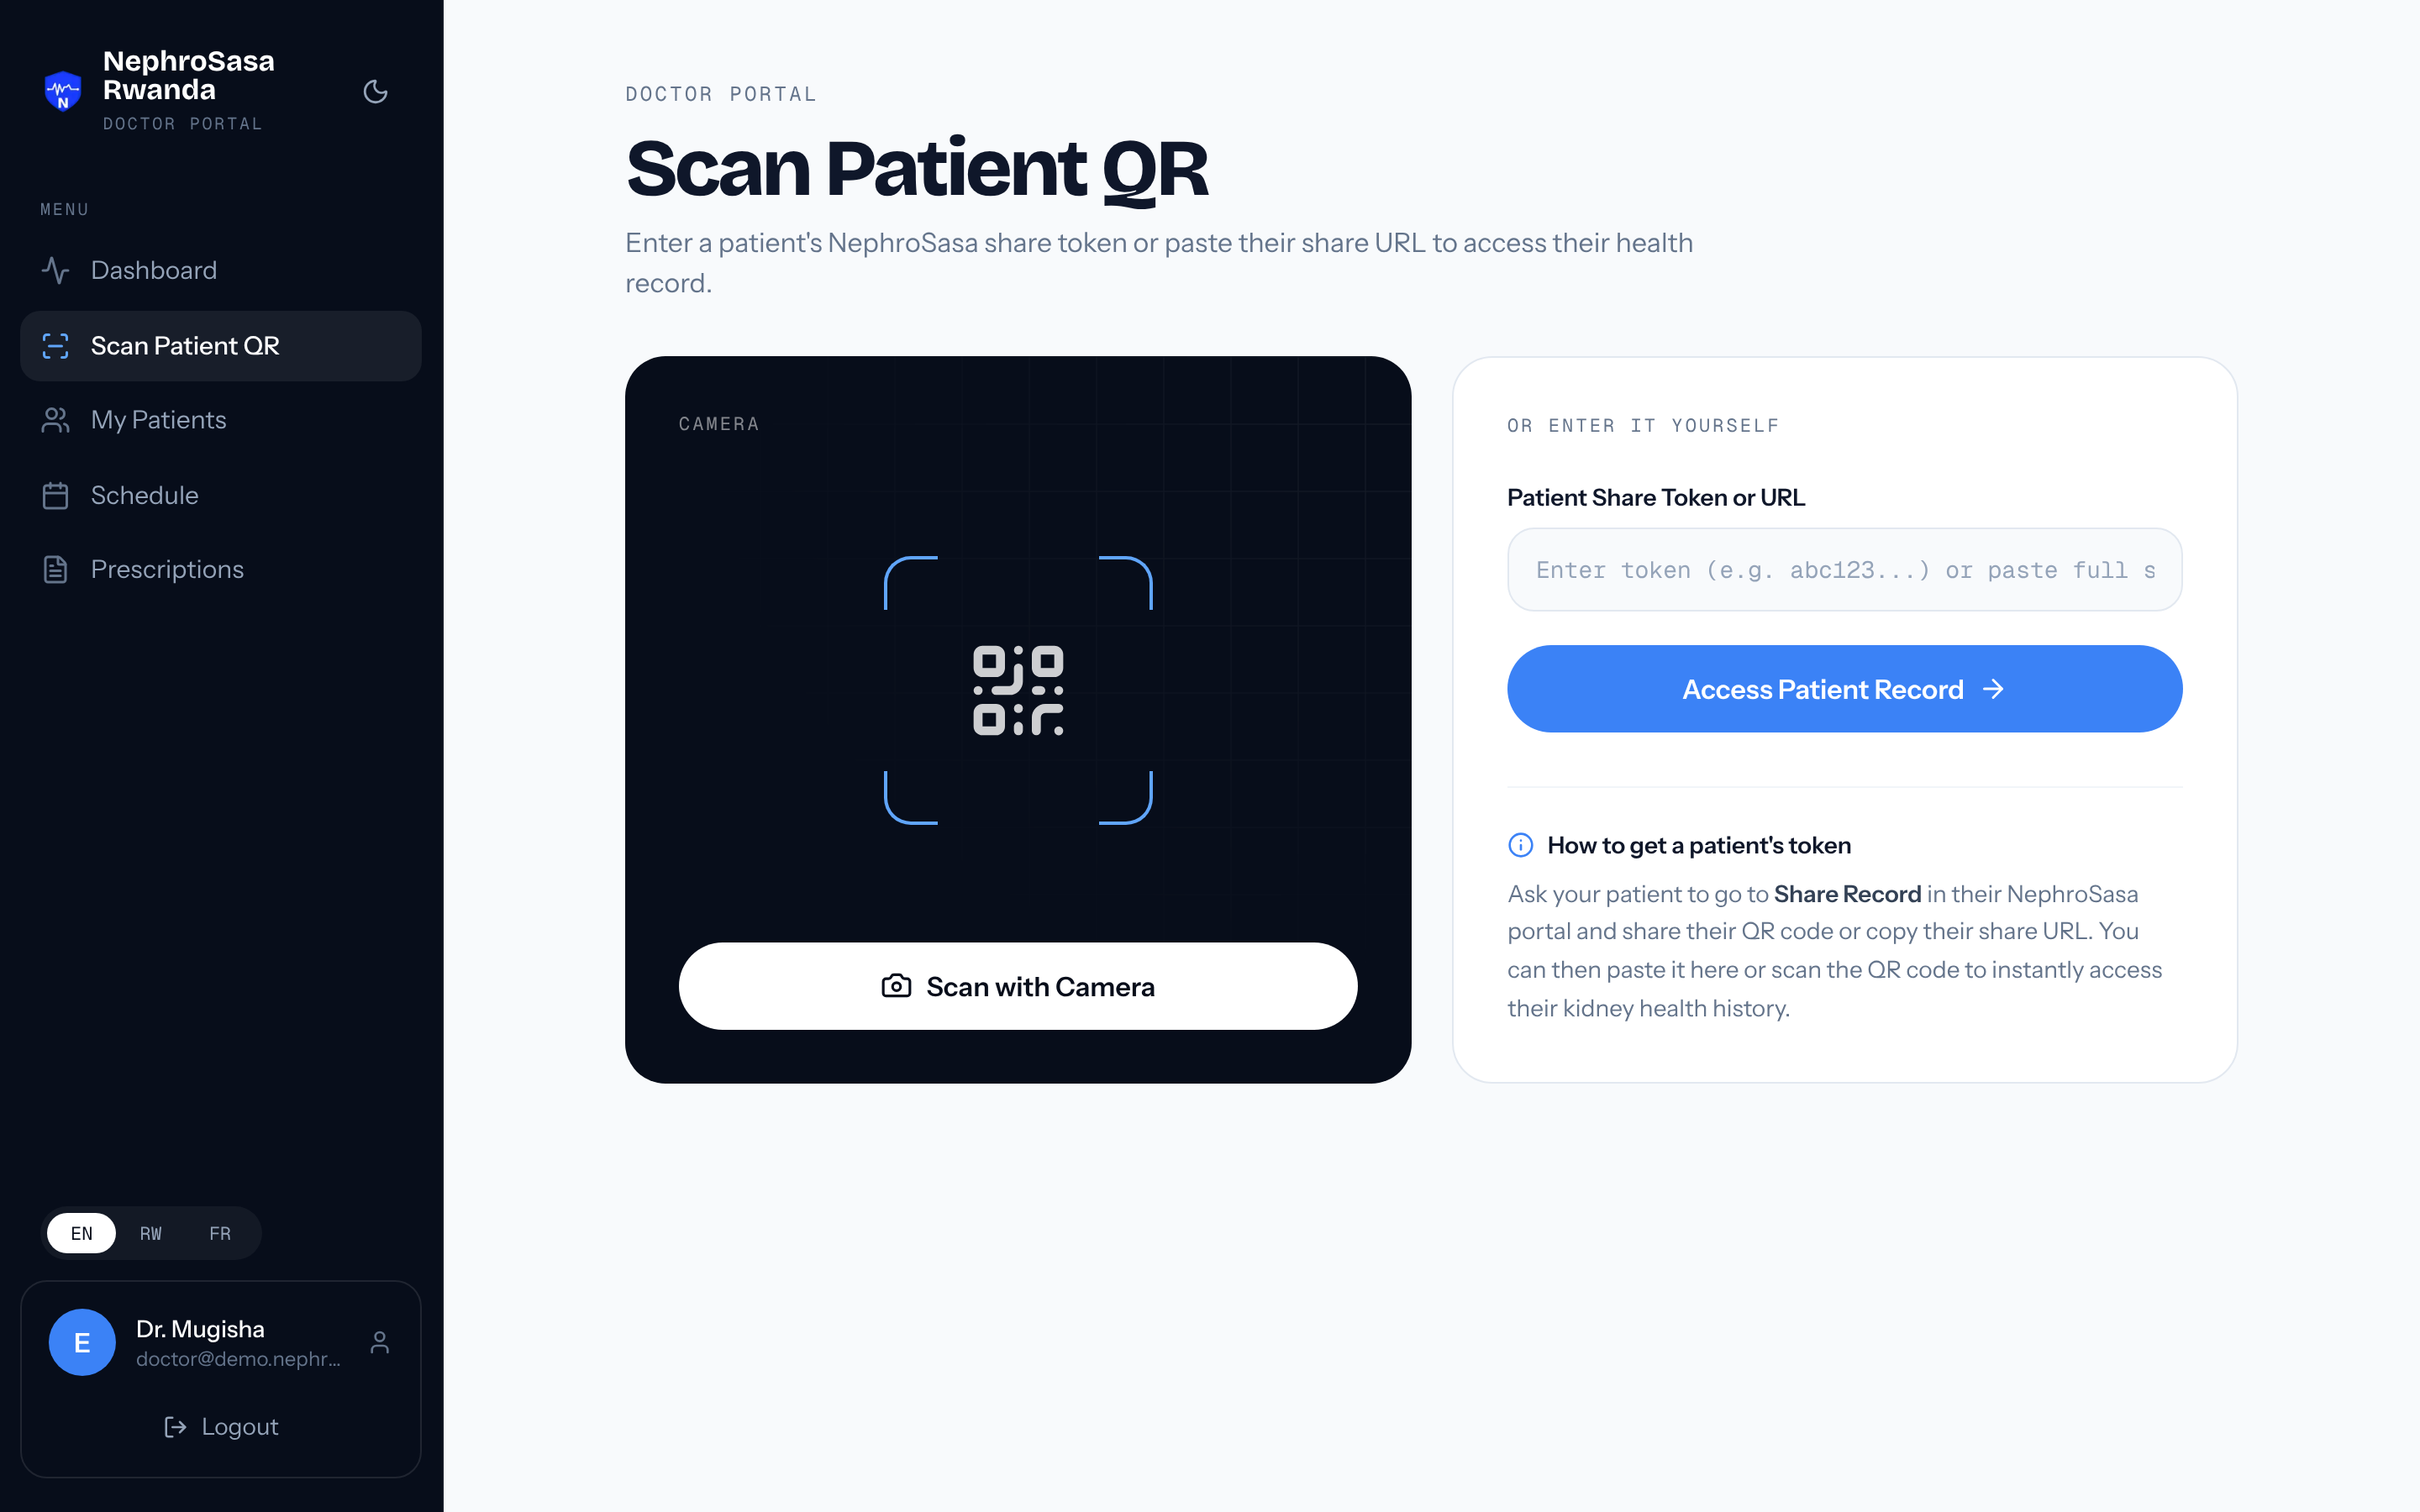 NephroSasa
Rwanda
DOCTOR PORTAL
MENU
Dashboard
Scan Patient QR
My Patients
Schedule
Prescriptions
EN RW FR
E
Dr. Mugisha
doctor@demo.nephr...
Logout
DOCTOR PORTAL
Scan Patient QR
Enter a patient's NephroSasa share token or paste their share URL to access their health
record.
CAMERA
Scan with Camera
OR ENTER IT YOURSELF
Patient Share Token or URL
Enter token (e.g. abc123...) or paste full s
Access Patient Record
How to get a patient's token
Ask your patient to go to Share Record in their NephroSasa
portal and share their QR code or copy their share URL. You
can then paste it here or scan the QR code to instantly access
their kidney health history.